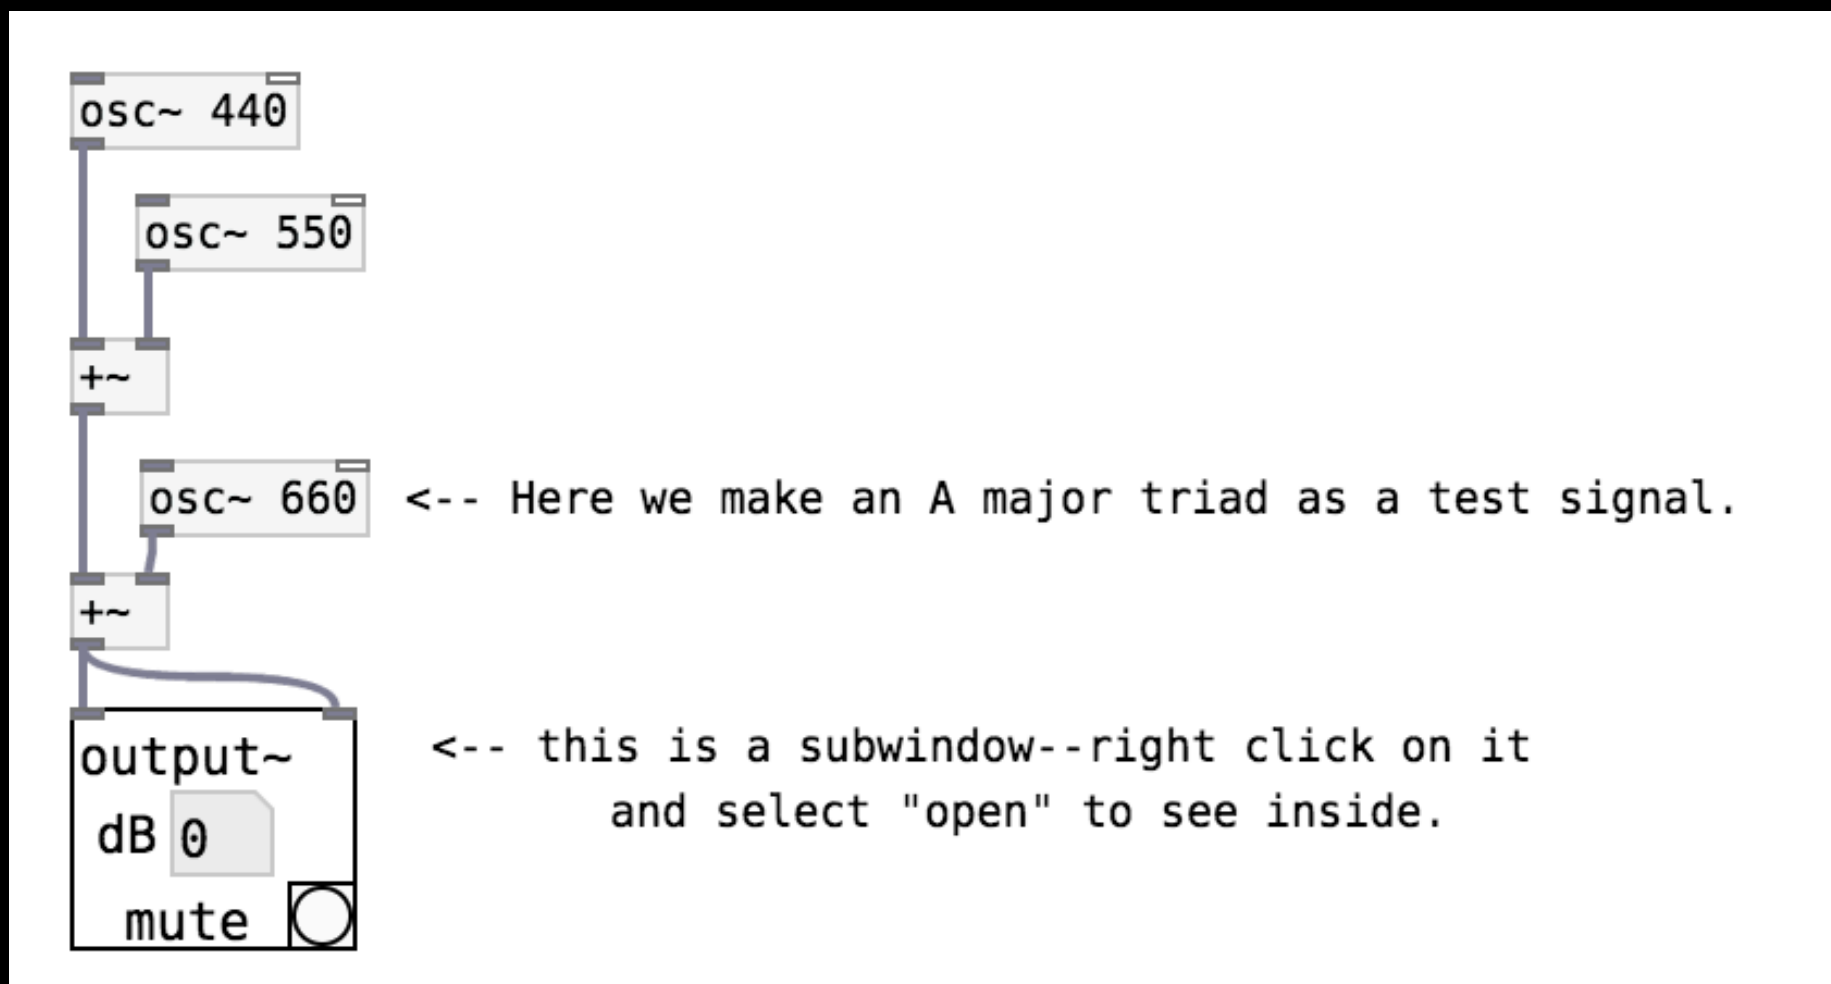 osc~ 440
osc~ 550
+~
osc~ 660 <-- Here we make an A major triad as a test signal.
+~
output~ <-- this is a subwindow--right click on it
and select "open" to see inside.
dB 0
mute